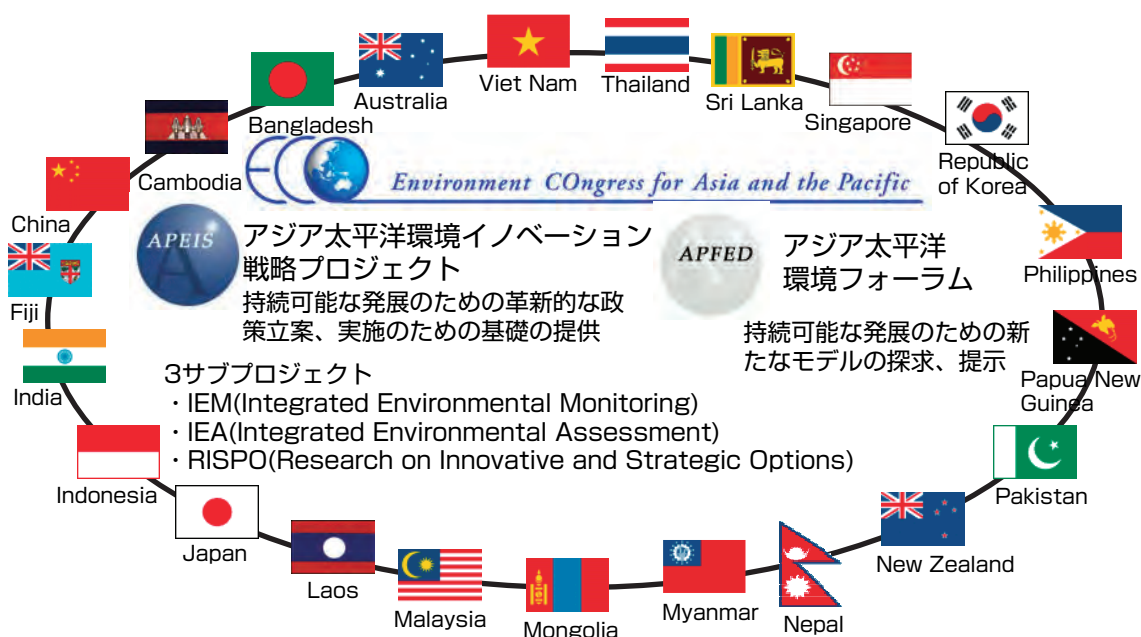 Viet Nam
Thailand
Sri Lanka
Singapore
Australia
Bangladesh
Republic
of Korea
Cambodia
ECO
Environment COngress for Asia and the Pacific
China
APEIS
アジア太平洋環境イノベーション
戦略プロジェクト
持続可能な発展のための革新的な政
策立案、実施のための基礎の提供
APFED
アジア太平洋
環境フォーラム
持続可能な発展のための新
たなモデルの探求、提示
Philippines
Fiji
India
Papua New
Guinea
3サブプロジェクト
・IEM(Integrated Environmental Monitoring)
・IEA(Integrated Environmental Assessment)
・RISPO(Research on Innovative and Strategic Options)
Indonesia
Pakistan
Japan
New Zealand
Laos
Malaysia
Mongolia
Myanmar
Nepal